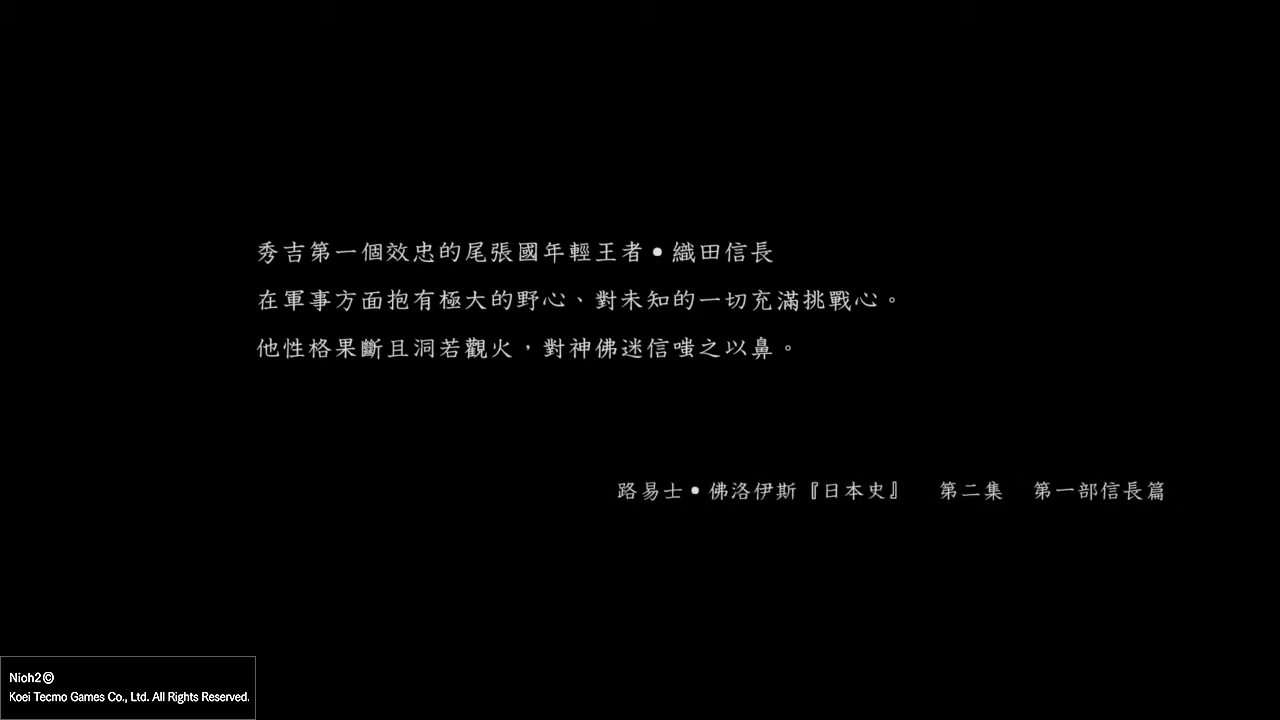 秀吉第一個效忠的尾張國年輕王者•織田信長
在軍事方面抱有極大的野心、對未知的一切充滿挑戰心。
他性格果斷且洞若觀火，對神佛迷信嗤之以鼻。
路易士•佛洛伊斯『日本史』　第二集　第一部信長篇
Nioh2©
Koei Tecmo Games Co., Ltd. All Rights Reserved.